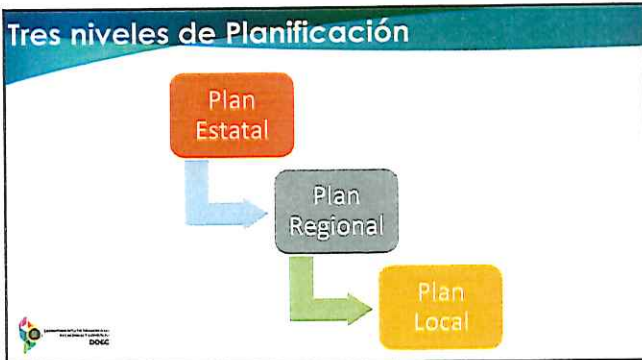 Tres niveles de Planificación
Plan
Estatal
Plan
Regional
Plan
Local
DOGC